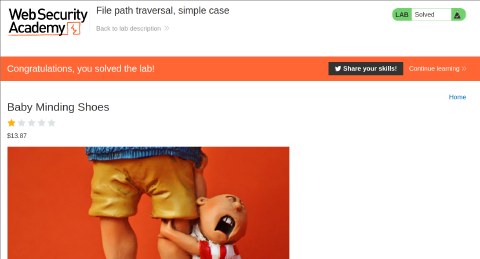 Web Security
Academy
File path traversal, simple case
Back to lab description
LAB Solved
Congratulations, you solved the lab!
Share your skills!
Continue learning
Home
Baby Minding Shoes
$13.87